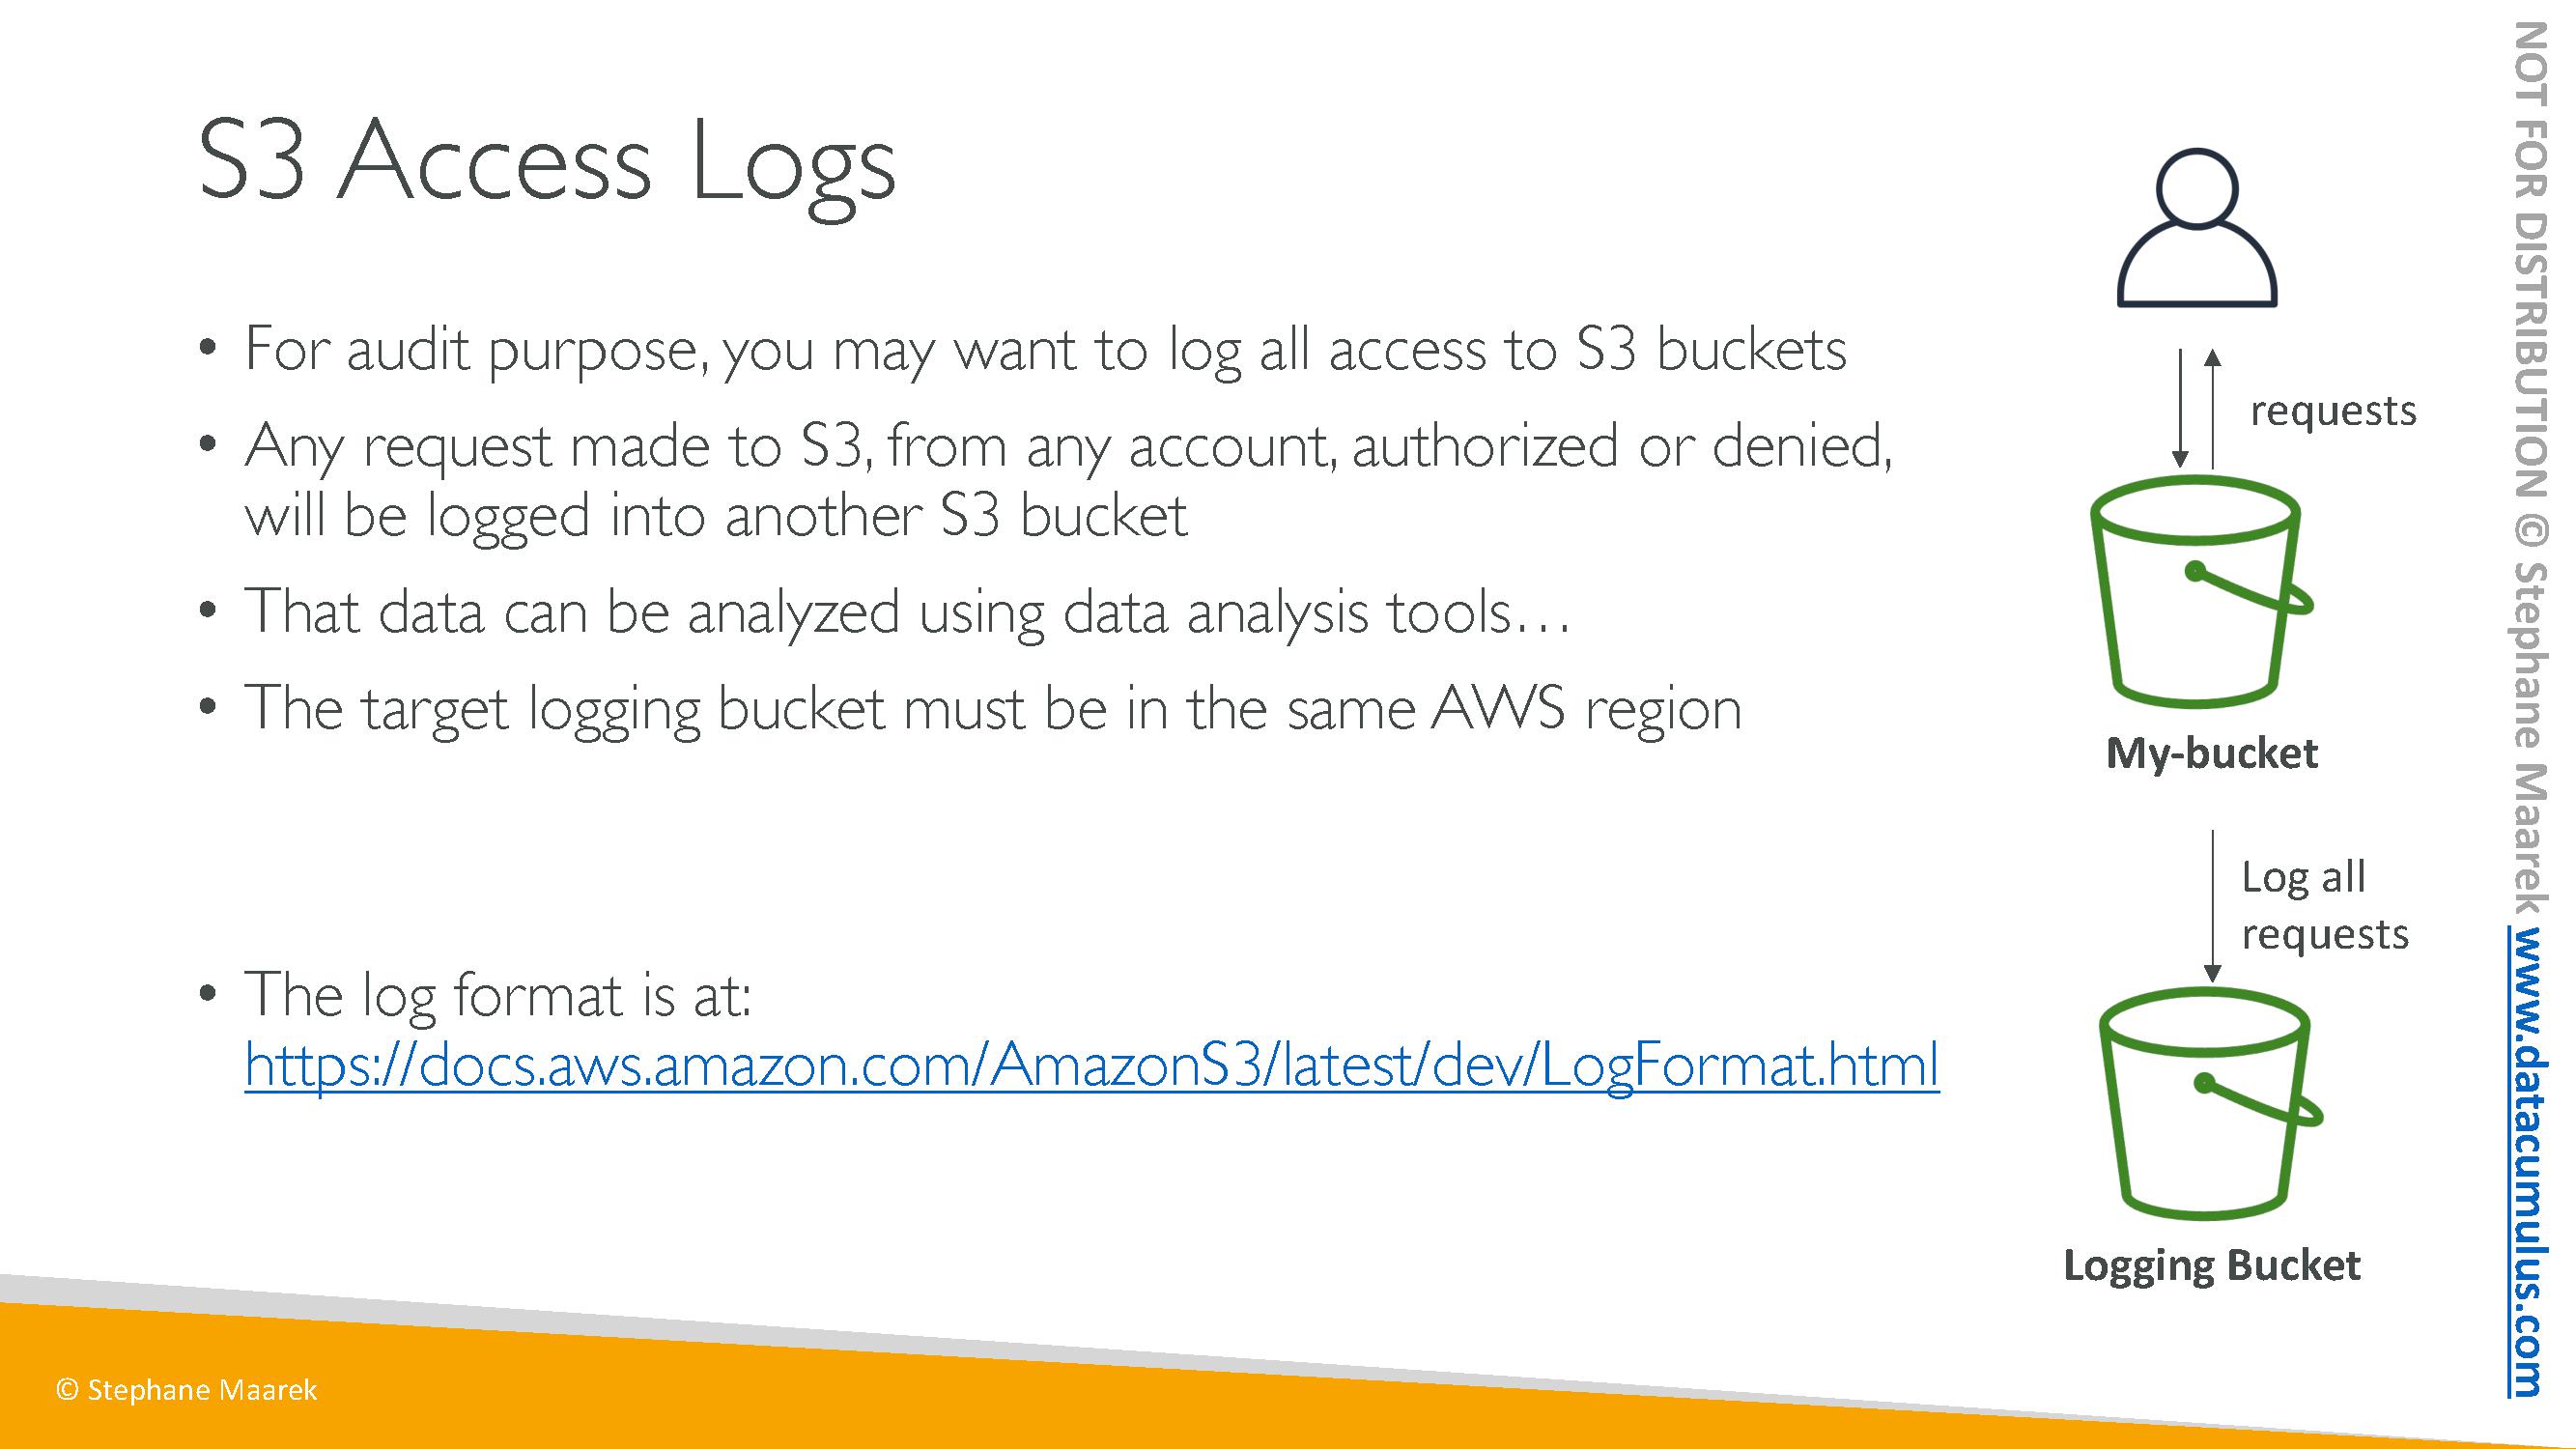 S3 Access Logs
• For audit purpose, you may want to log all access to S3 buckets
• Any request made to S3, from any account, authorized or denied,
will be logged into another S3 bucket
• That data can be analyzed using data analysis tools…
• The target logging bucket must be in the same AWS region
• The log format is at:
https://docs.aws.amazon.com/AmazonS3/latest/dev/LogFormat.html
requests
My-bucket
Log all
requests
Logging Bucket
© Stephane Maarek
NOT FOR DISTRIBUTION © Stephane Maarek www.datacumulus.com